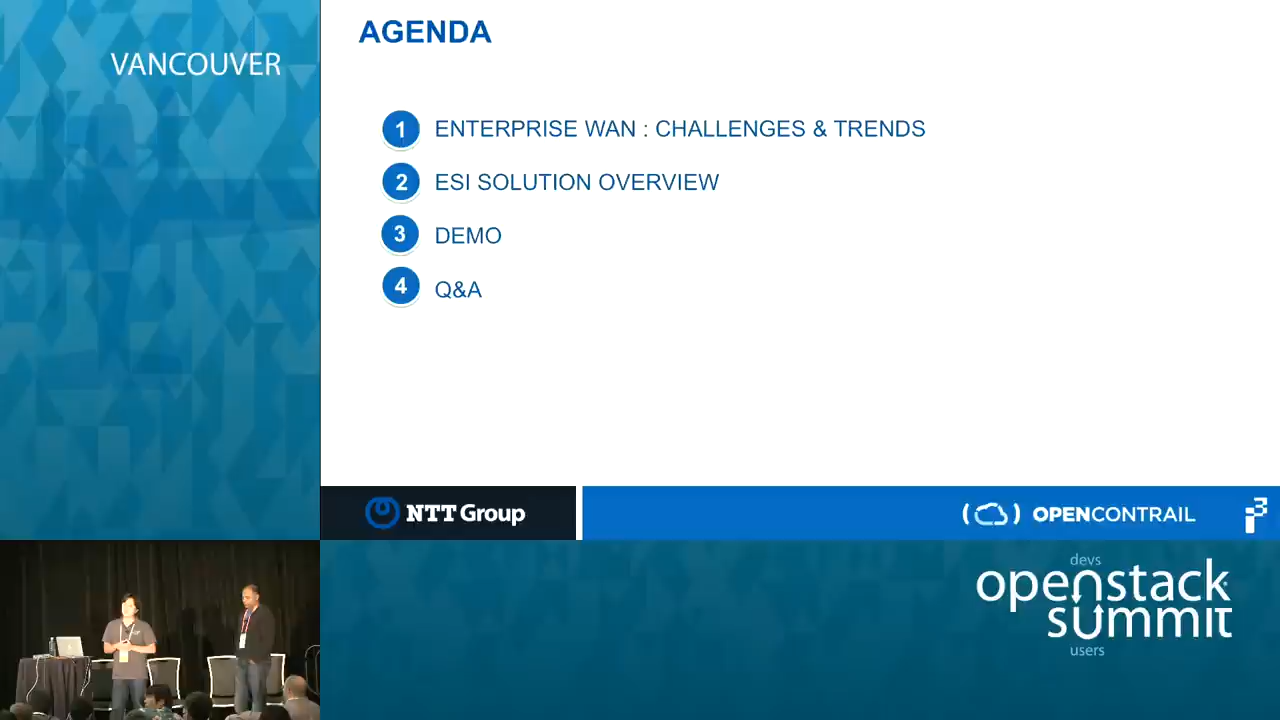 VANCOUVER
AGENDA
1 ENTERPRISE WAN : CHALLENGES & TRENDS
2 ESI SOLUTION OVERVIEW
3 DEMO
4 Q&A
NTT Group
OPENCONTRAIL
i3
devs
openstack
summit
users